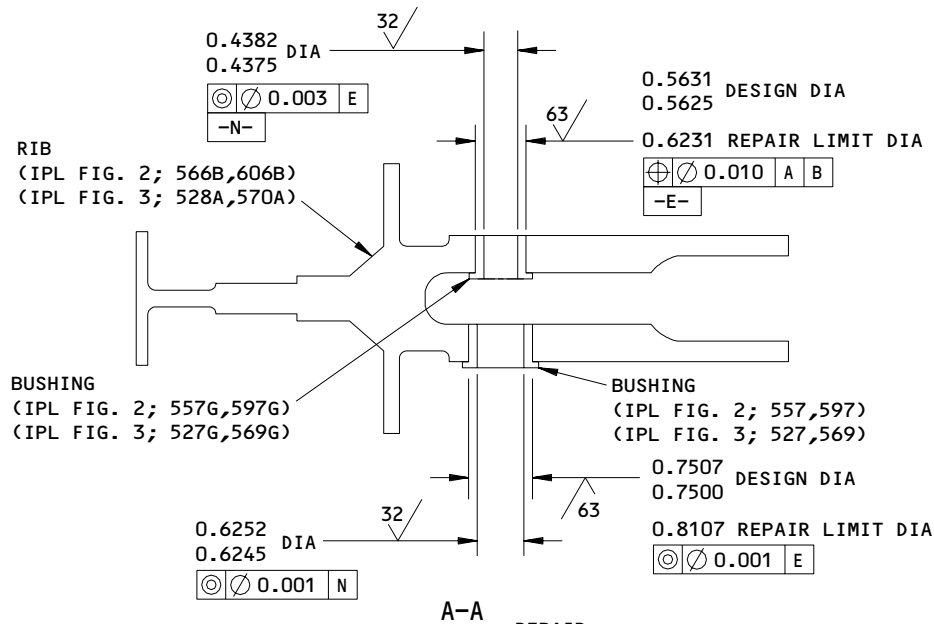 32
0.4382
0.4375 DIA
◎ ⌀ 0.003 E
-N-
0.5631
0.5625 DESIGN DIA
63
0.6231 REPAIR LIMIT DIA
⌖ ⌀ 0.010 A B
-E-
RIB
(IPL FIG. 2; 566B,606B)
(IPL FIG. 3; 528A,570A)
BUSHING
(IPL FIG. 2; 557G,597G)
(IPL FIG. 3; 527G,569G)
BUSHING
(IPL FIG. 2; 557,597)
(IPL FIG. 3; 527,569)
0.7507
0.7500 DESIGN DIA
63
0.8107 REPAIR LIMIT DIA
◎ ⌀ 0.001 E
32
0.6252
0.6245 DIA
◎ ⌀ 0.001 N
A-A